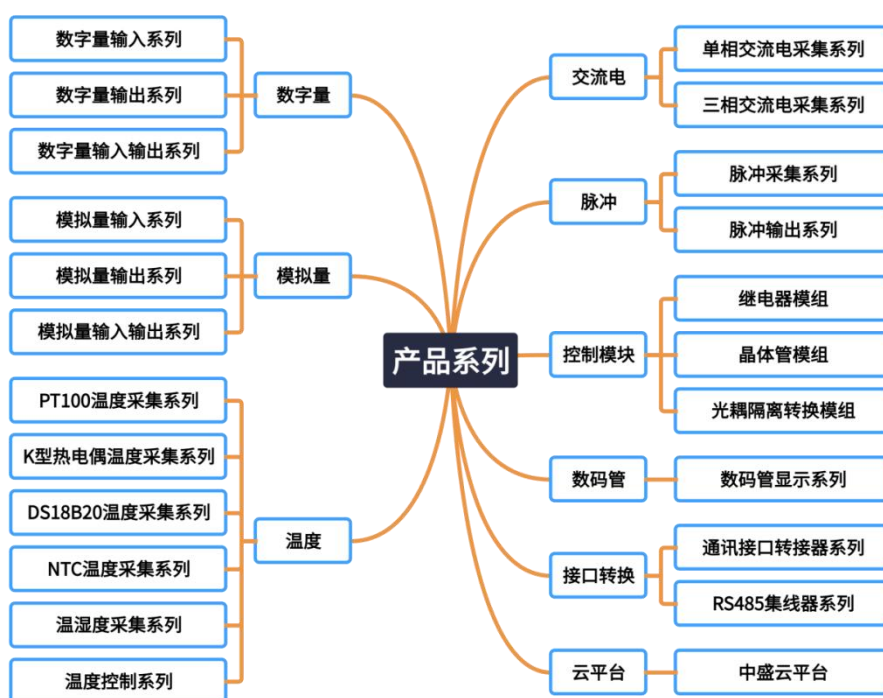 产品系列
数字量
数字量输入系列
数字量输出系列
数字量输入输出系列
模拟量
模拟量输入系列
模拟量输出系列
模拟量输入输出系列
温度
PT100温度采集系列
K型热电偶温度采集系列
DS18B20温度采集系列
NTC温度采集系列
温湿度采集系列
温度控制系列
交流电
单相交流电采集系列
三相交流电采集系列
脉冲
脉冲采集系列
脉冲输出系列
控制模块
继电器模组
晶体管模组
光耦隔离转换模组
数码管
数码管显示系列
接口转换
通讯接口转接器系列
RS485集线器系列
云平台
中盛云平台